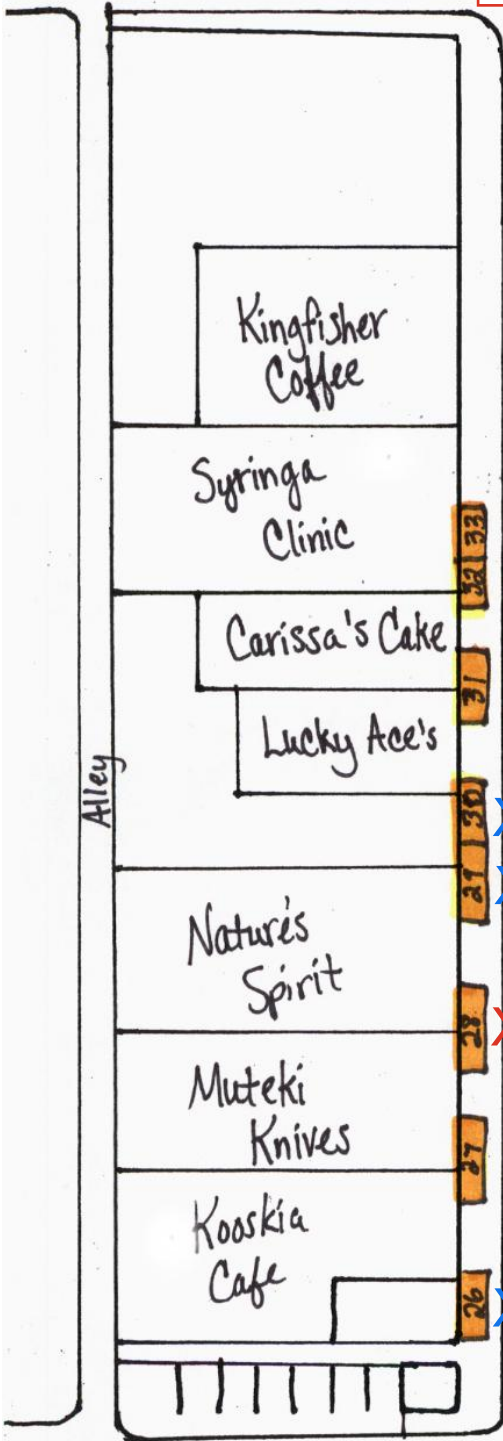 Kingfisher
Coffee
Syringa
Clinic
33
32
Carissa's Cake
31
Lucky Ace's
Alley
30
29
Nature's
Spirit
28
Muteki
Knives
27
Kooskia
Cafe
26